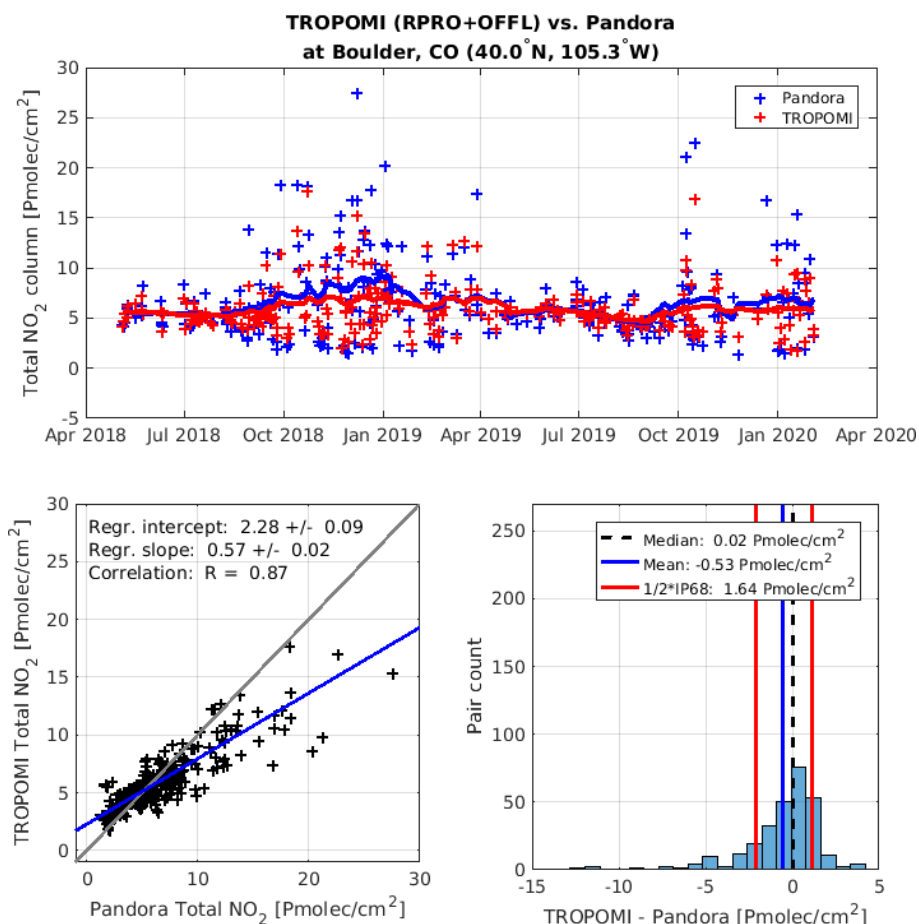 TROPOMI (RPRO+OFFL) vs. Pandora
at Boulder, CO (40.0°N, 105.3°W)
Total NO2 column [Pmolec/cm2]
30
25
20
15
10
5
0
-5
Pandora
TROPOMI
Apr 2018 Jul 2018 Oct 2018 Jan 2019 Apr 2019 Jul 2019 Oct 2019 Jan 2020 Apr 2020
TROPOMI Total NO2 [Pmolec/cm2]
30
25
20
15
10
5
0
Regr. intercept: 2.28 +/- 0.09
Regr. slope: 0.57 +/- 0.02
Correlation: R = 0.87
0 10 20 30
Pandora Total NO2 [Pmolec/cm2]
Pair count
250
200
150
100
50
0
Median: 0.02 Pmolec/cm2
Mean: -0.53 Pmolec/cm2
1/2*IP68: 1.64 Pmolec/cm2
-15 -10 -5 0 5
TROPOMI - Pandora [Pmolec/cm2]